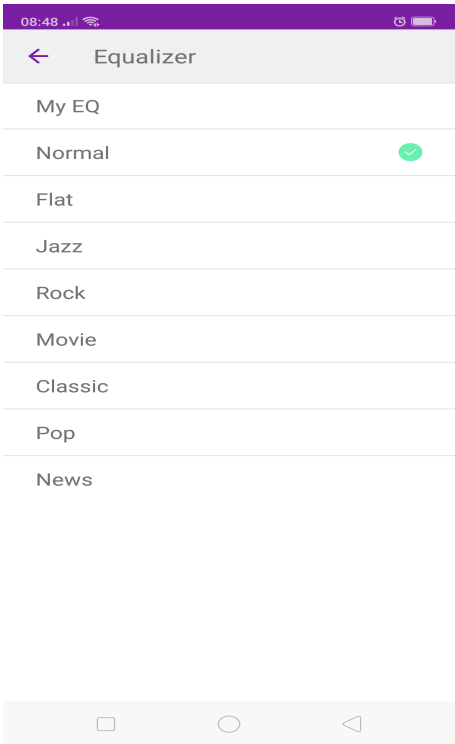 08:48
Equalizer
My EQ
Normal
Flat
Jazz
Rock
Movie
Classic
Pop
News